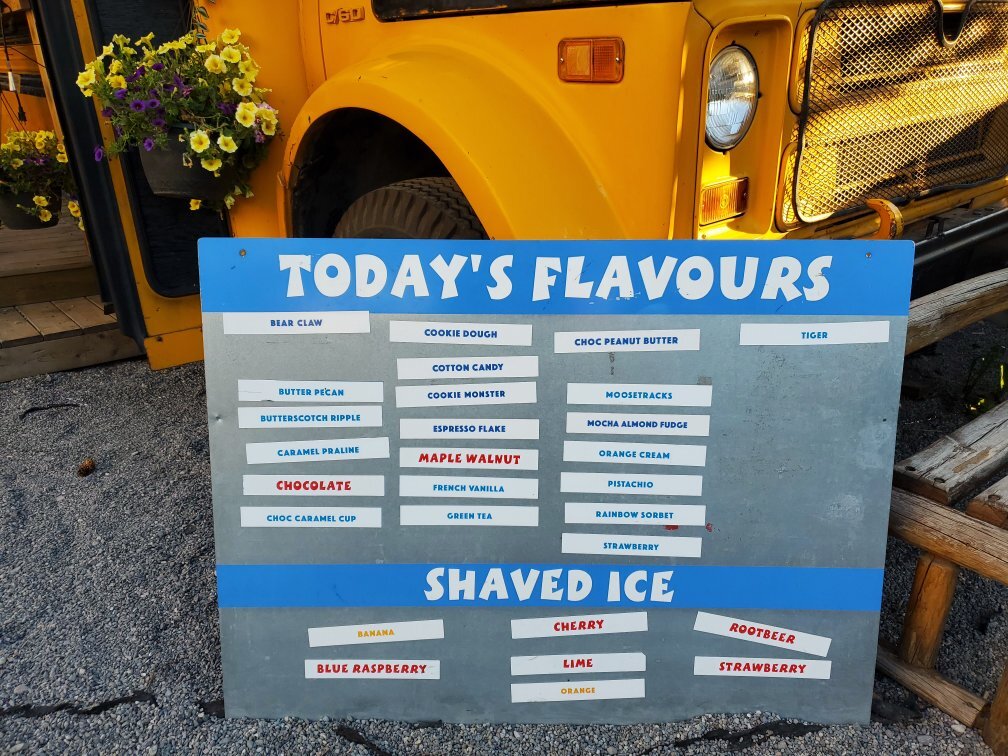 C/60
TODAY'S FLAVOURS
BEAR CLAW
BUTTER PECAN
BUTTERSCOTCH RIPPLE
CARAMEL PRALINE
CHOCOLATE
CHOC CARAMEL CUP
COOKIE DOUGH
COTTON CANDY
COOKIE MONSTER
ESPRESSO FLAKE
MAPLE WALNUT
FRENCH VANILLA
GREEN TEA
CHOC PEANUT BUTTER
MOOSETRACKS
MOCHA ALMOND FUDGE
ORANGE CREAM
PISTACHIO
RAINBOW SORBET
STRAWBERRY
TIGER
SHAVED ICE
BANANA
BLUE RASPBERRY
CHERRY
LIME
ORANGE
ROOTBEER
STRAWBERRY